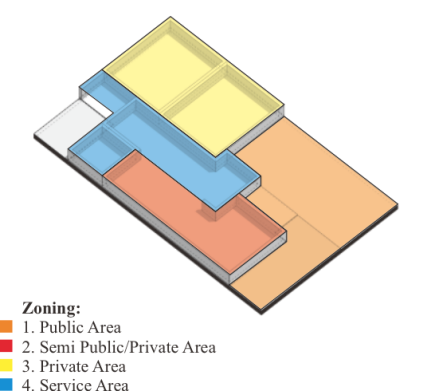 Zoning:
1. Public Area
2. Semi Public/Private Area
3. Private Area
4. Service Area